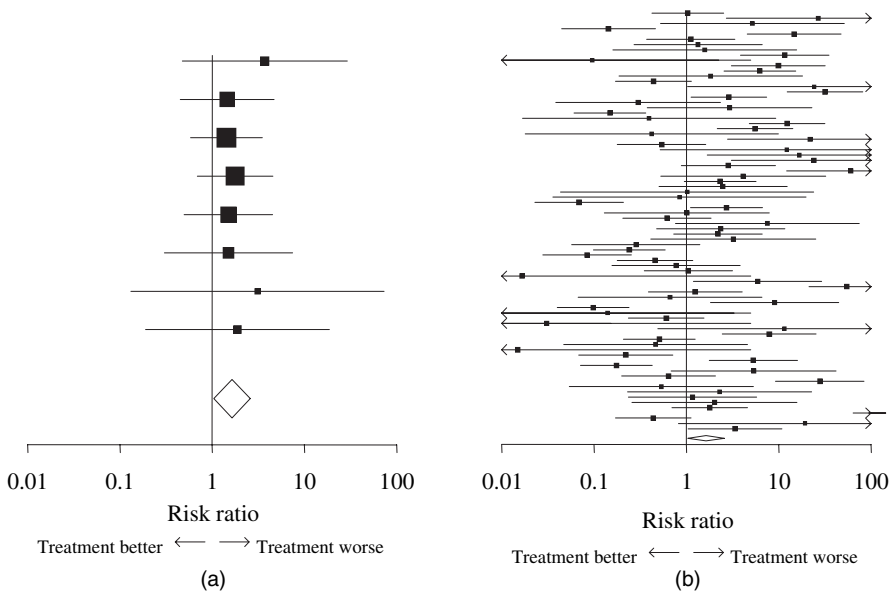 0.01 0.1 1 10 100
Risk ratio
Treatment better Treatment worse
(a)
0.01 0.1 1 10 100
Risk ratio
Treatment better Treatment worse
(b)